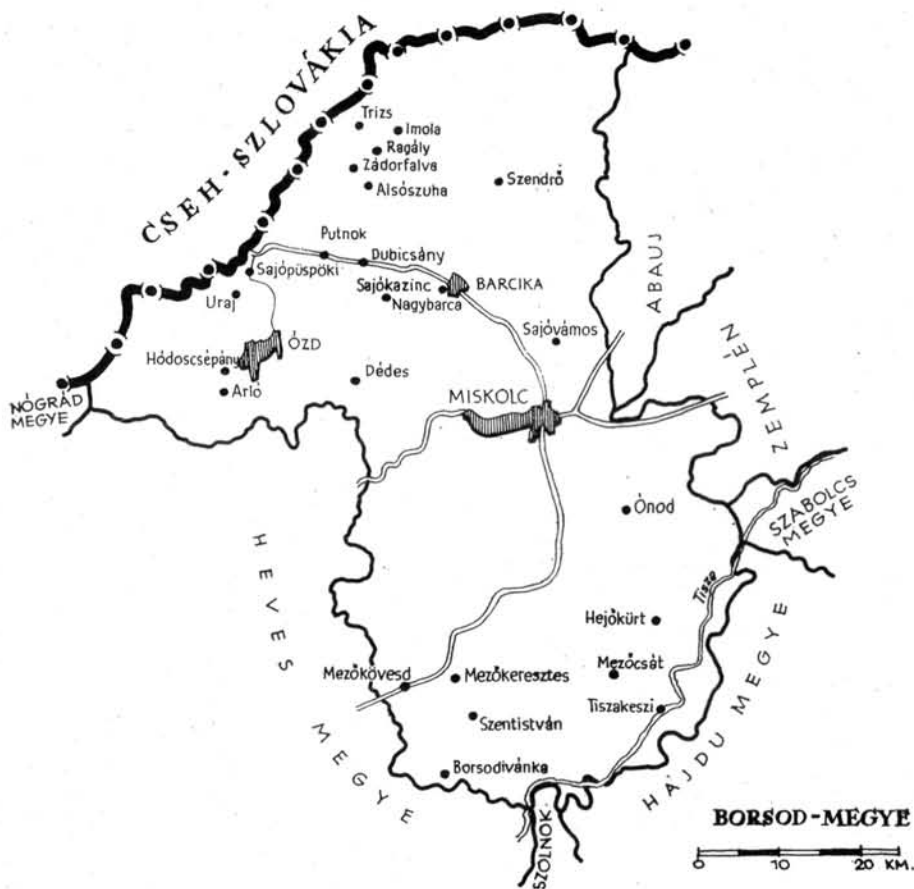 CSEH-SZLOVÁKIA
Trizs
Imola
Ragály
Zádorfalva
Alsószuha
Szendrő
ABAUJ
Putnok
Dubicsány
Sajópüspöki
Sajókazinc
BARCIKA
Nagybarca
Uraj
Sajóvámos
ÓZD
Hódoscsépány
Dédes
Arló
NÓGRÁD
MEGYE
MISKOLC
ZEMPLÉN
SZABOLCS
MEGYE
Ónod
HEVES MEGYE
Tisza
Hejőkürt
Mezőkövesd
Mezőkeresztes
Mezőcsát
Tiszakeszi
Szentistván
HAJDU MEGYE
Borsodivánka
SZOLNOK
BORSOD-MEGYE
0 10 20 KM.